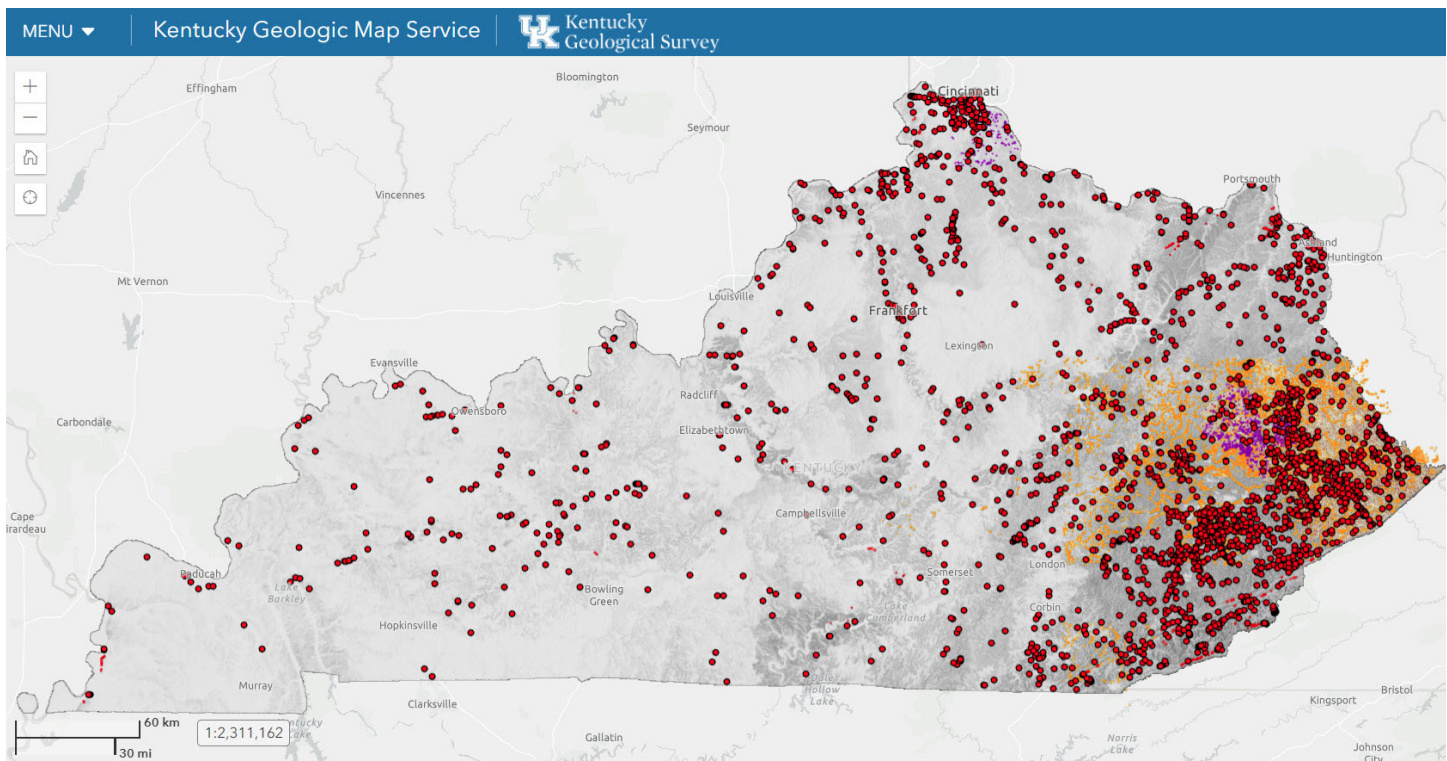 MENU
Kentucky Geologic Map Service
UK Kentucky
Geological Survey
Bloomington
Effingham
Cincinnati
Seymour
Portsmouth
Vincennes
Ashland
Huntington
Mt Vernon
Louisville
Frankfort
Lexington
Evansville
Radcliff
Owensboro
Carbondale
Elizabethtown
KENTUCKY
Campbellsville
Cape
irardeau
London
Somerset
Paducah
Lake
Barkley
Bowling
Green
Corbin
Lake
Cumberland
Hopkinsville
Murray
Dale
Hollow
Lake
Bristol
Kingsport
Clarksville
60 km
1:2,311,162
30 mi
entucky
ake
Gallatin
Norris
Lake
Johnson
City